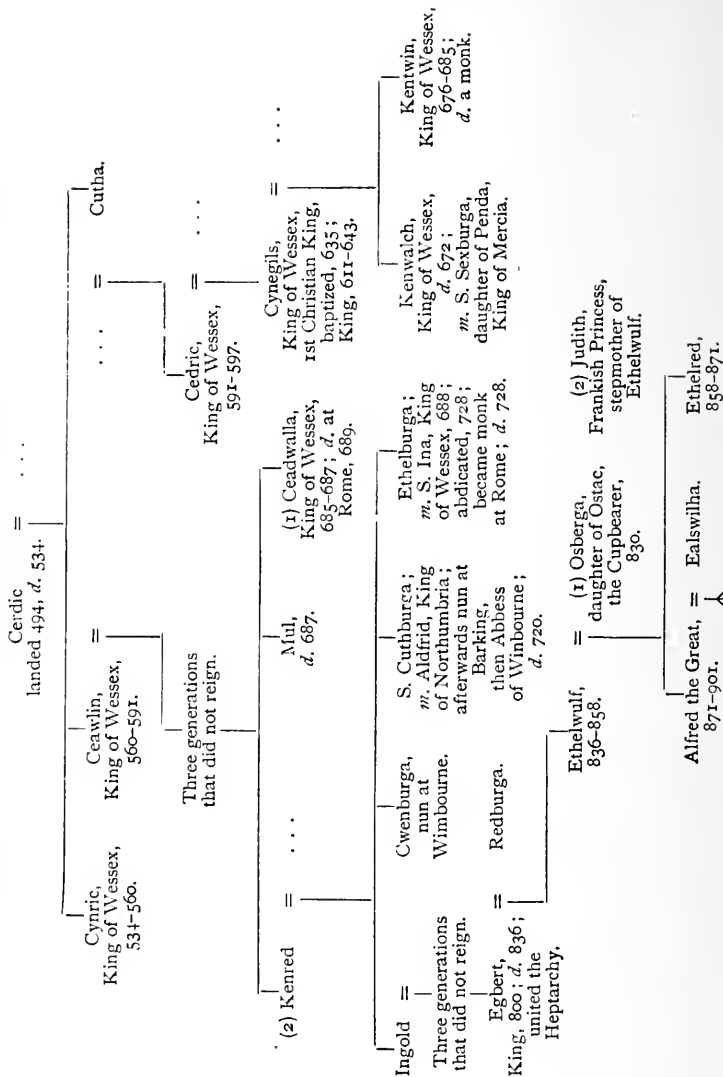 Cerdic = . . .
landed 494, d. 534.
Cynric,
King of Wessex,
534–560.
Ceawlin,
King of Wessex,
560–591.
=
. . . =
Cutha.
Three generations
that did not reign.
Cedric,
King of Wessex,
591–597.
= . . .
(2) Kenred = . . .
Mul,
d. 687.
(1) Ceadwalla,
King of Wessex,
685–687; d. at
Rome, 689.
Cynegils, = . . .
King of Wessex,
1st Christian King,
baptized, 635;
King, 611–643.
Ingold =
Cwenburga,
nun at
Wimbourne.
S. Cuthburga;
m. Aldfrid, King
of Northumbria;
afterwards nun at
Barking,
then Abbess
of Winbourne;
d. 720.
Ethelburga;
m. S. Ina, King
of Wessex, 688;
abdicated, 728;
became monk
at Rome; d. 728.
Kenwalch,
King of Wessex,
d. 672;
m. S. Sexburga,
daughter of Penda,
King of Mercia.
Kentwin,
King of Wessex,
676–685;
d. a monk.
Three generations
that did not reign.
Egbert, = Redburga.
King, 800; d. 836;
united the
Heptarchy.
Ethelwulf, =
836–858.
(1) Osberga,
daughter of Ostac,
the Cupbearer,
830.
(2) Judith,
Frankish Princess,
stepmother of
Ethelwulf.
Alfred the Great, = Ealswilha.
871–901.
Ethelred,
858–871.